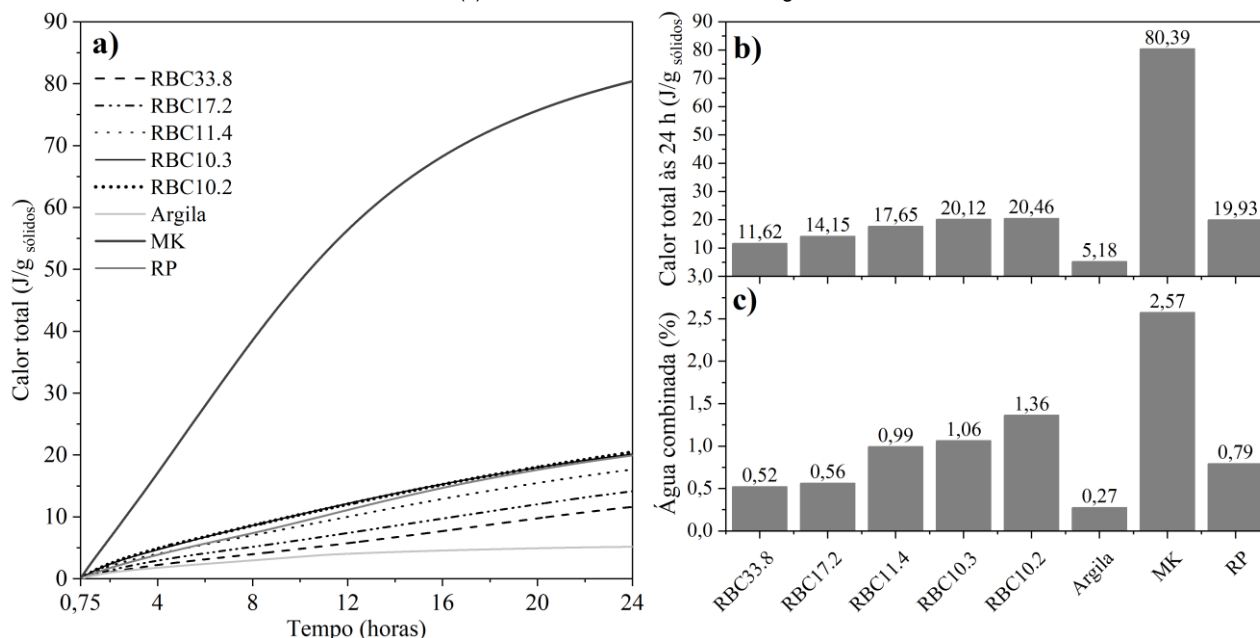 a)
RBC33.8
RBC17.2
RBC11.4
RBC10.3
RBC10.2
Argila
MK
RP
Calor total (J/g sólidos)
90
80
70
60
50
40
30
20
10
0
0,75 4 8 12 16 20 24
Tempo (horas)
b)
Calor total às 24 h (J/g sólidos)
90
80
70
60
50
40
30
20
10
3,0
11,62
14,15
17,65
20,12
20,46
5,18
80,39
19,93
c)
Água combinada (%)
2,5
2,0
1,5
1,0
0,5
0,0
0,52
0,56
0,99
1,06
1,36
0,27
2,57
0,79
RBC33.8
RBC17.2
RBC11.4
RBC10.3
RBC10.2
Argila
MK
RP